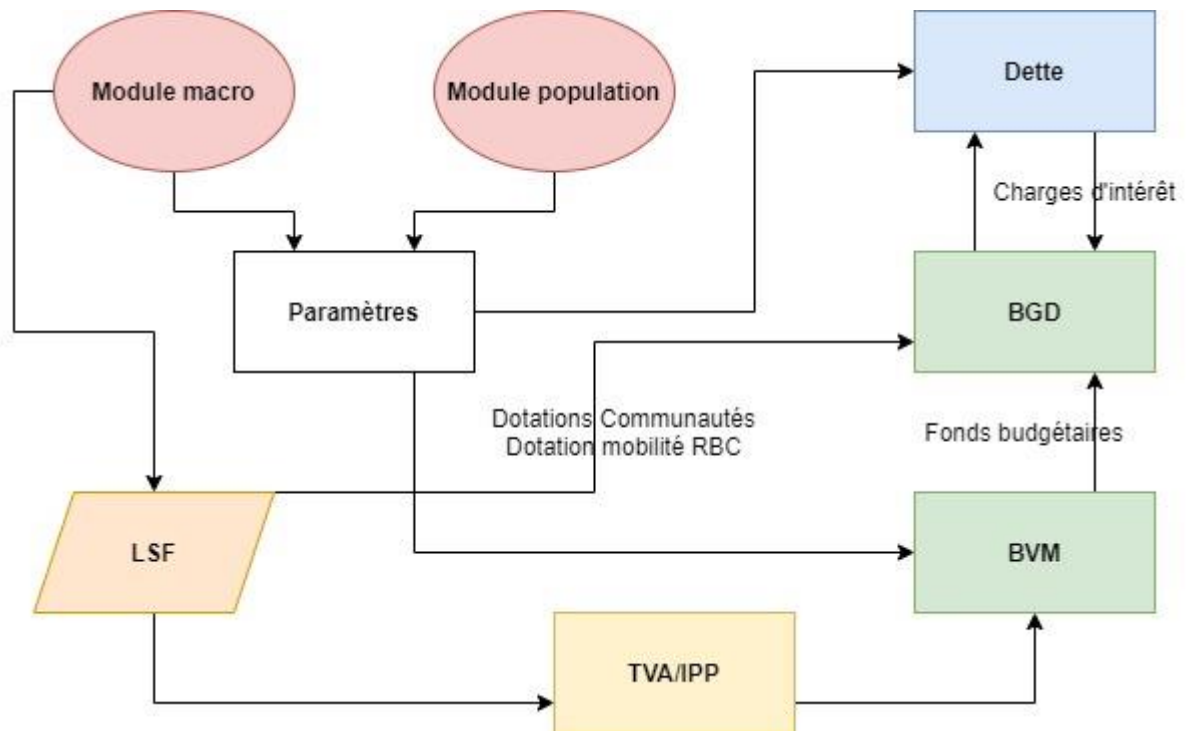 Module macro
Module population
Dette
Charges d'intérêt
Paramètres
BGD
Dotations Communautés
Dotation mobilité RBC
Fonds budgétaires
LSF
BVM
TVA/IPP